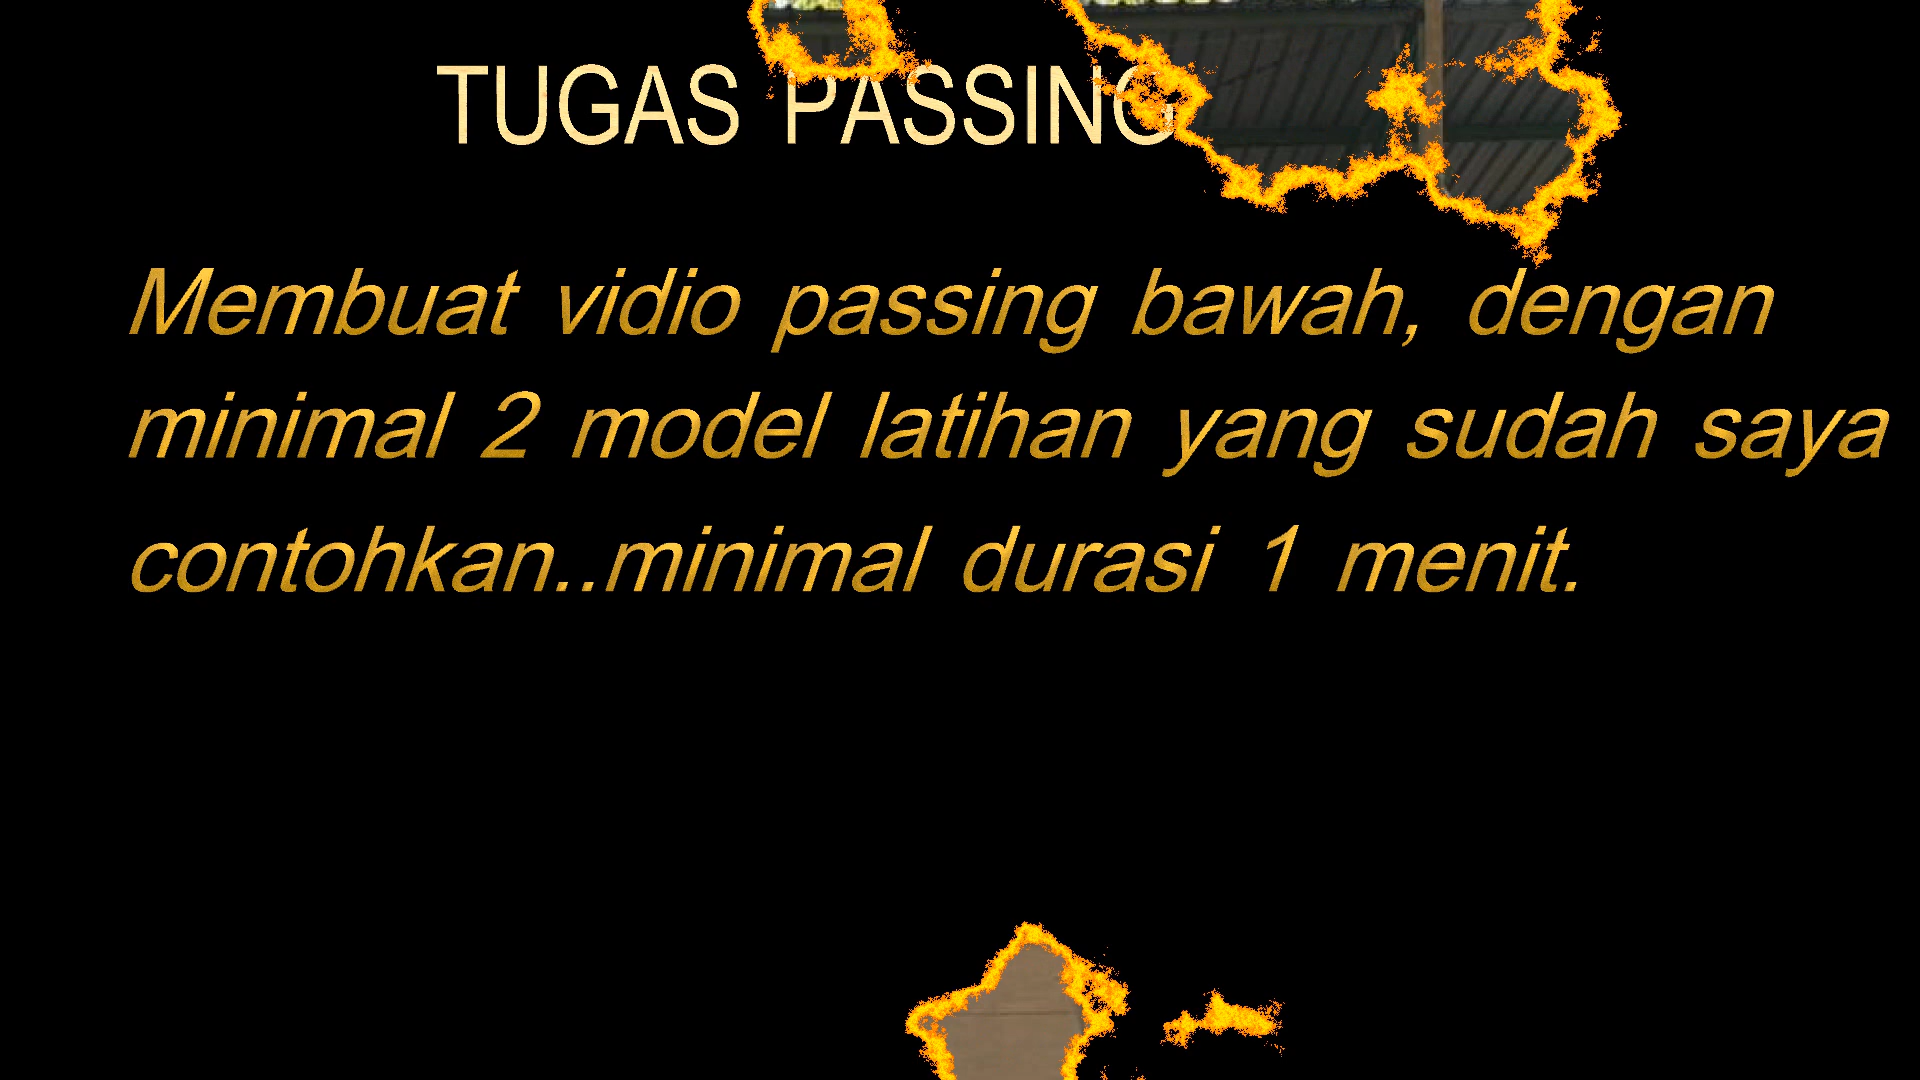 TUGAS PASSING
Membuat vidio passing bawah, dengan
minimal 2 model latihan yang sudah saya
contohkan..minimal durasi 1 menit.